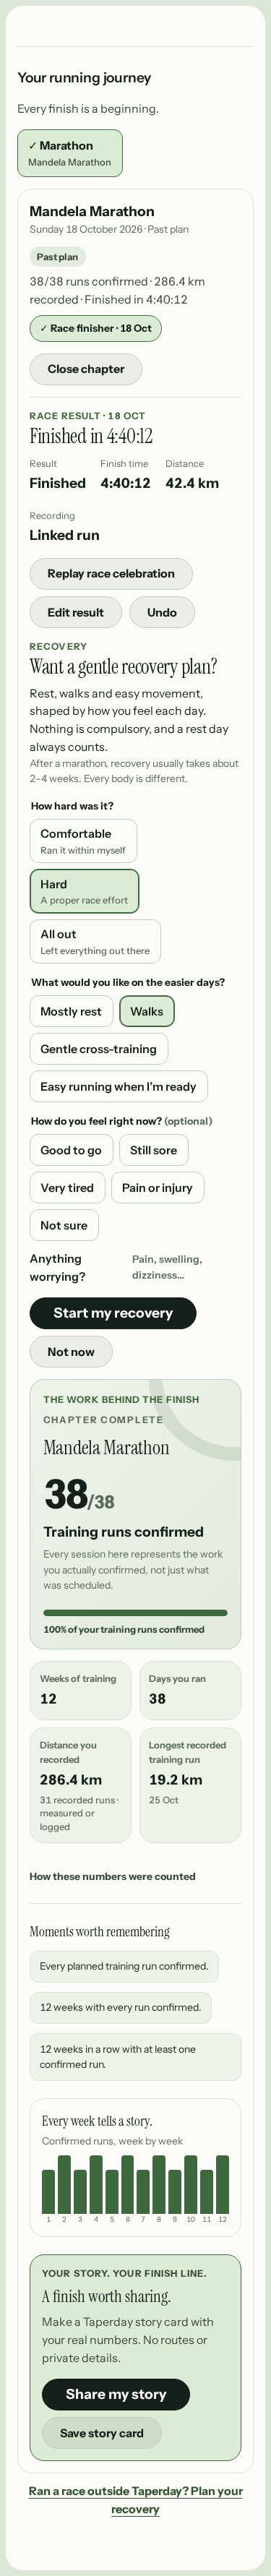 Your running journey
Every finish is a beginning.
✓ Marathon
Mandela Marathon
Mandela Marathon
Sunday 18 October 2026 · Past plan
Past plan
38/38 runs confirmed · 286.4 km
recorded · Finished in 4:40:12
✓ Race finisher · 18 Oct
Close chapter
RACE RESULT · 18 OCT
Finished in 4:40:12
Result
Finish time
Distance
Finished
4:40:12
42.4 km
Recording
Linked run
Replay race celebration
Edit result
Undo
RECOVERY
Want a gentle recovery plan?
Rest, walks and easy movement,
shaped by how you feel each day.
Nothing is compulsory, and a rest day
always counts.
After a marathon, recovery usually takes about
2–4 weeks. Every body is different.
How hard was it?
Comfortable
Ran it within myself
Hard
A proper race effort
All out
Left everything out there
What would you like on the easier days?
Mostly rest
Walks
Gentle cross-training
Easy running when I'm ready
How do you feel right now? (optional)
Good to go
Still sore
Very tired
Pain or injury
Not sure
Anything
worrying?
Pain, swelling,
dizziness...
Start my recovery
Not now
THE WORK BEHIND THE FINISH
CHAPTER COMPLETE
Mandela Marathon
38/38
Training runs confirmed
Every session here represents the work
you actually confirmed, not just what
was scheduled.
100% of your training runs confirmed
Weeks of training
12
Days you ran
38
Distance you
recorded
286.4 km
31 recorded runs ·
measured or
logged
Longest recorded
training run
19.2 km
25 Oct
How these numbers were counted
Moments worth remembering
Every planned training run confirmed.
12 weeks with every run confirmed.
12 weeks in a row with at least one
confirmed run.
Every week tells a story.
Confirmed runs, week by week
1 2 3 4 5 6 7 8 9 10 11 12
YOUR STORY. YOUR FINISH LINE.
A finish worth sharing.
Make a Taperday story card with
your real numbers. No routes or
private details.
Share my story
Save story card
Ran a race outside Taperday? Plan your
recovery